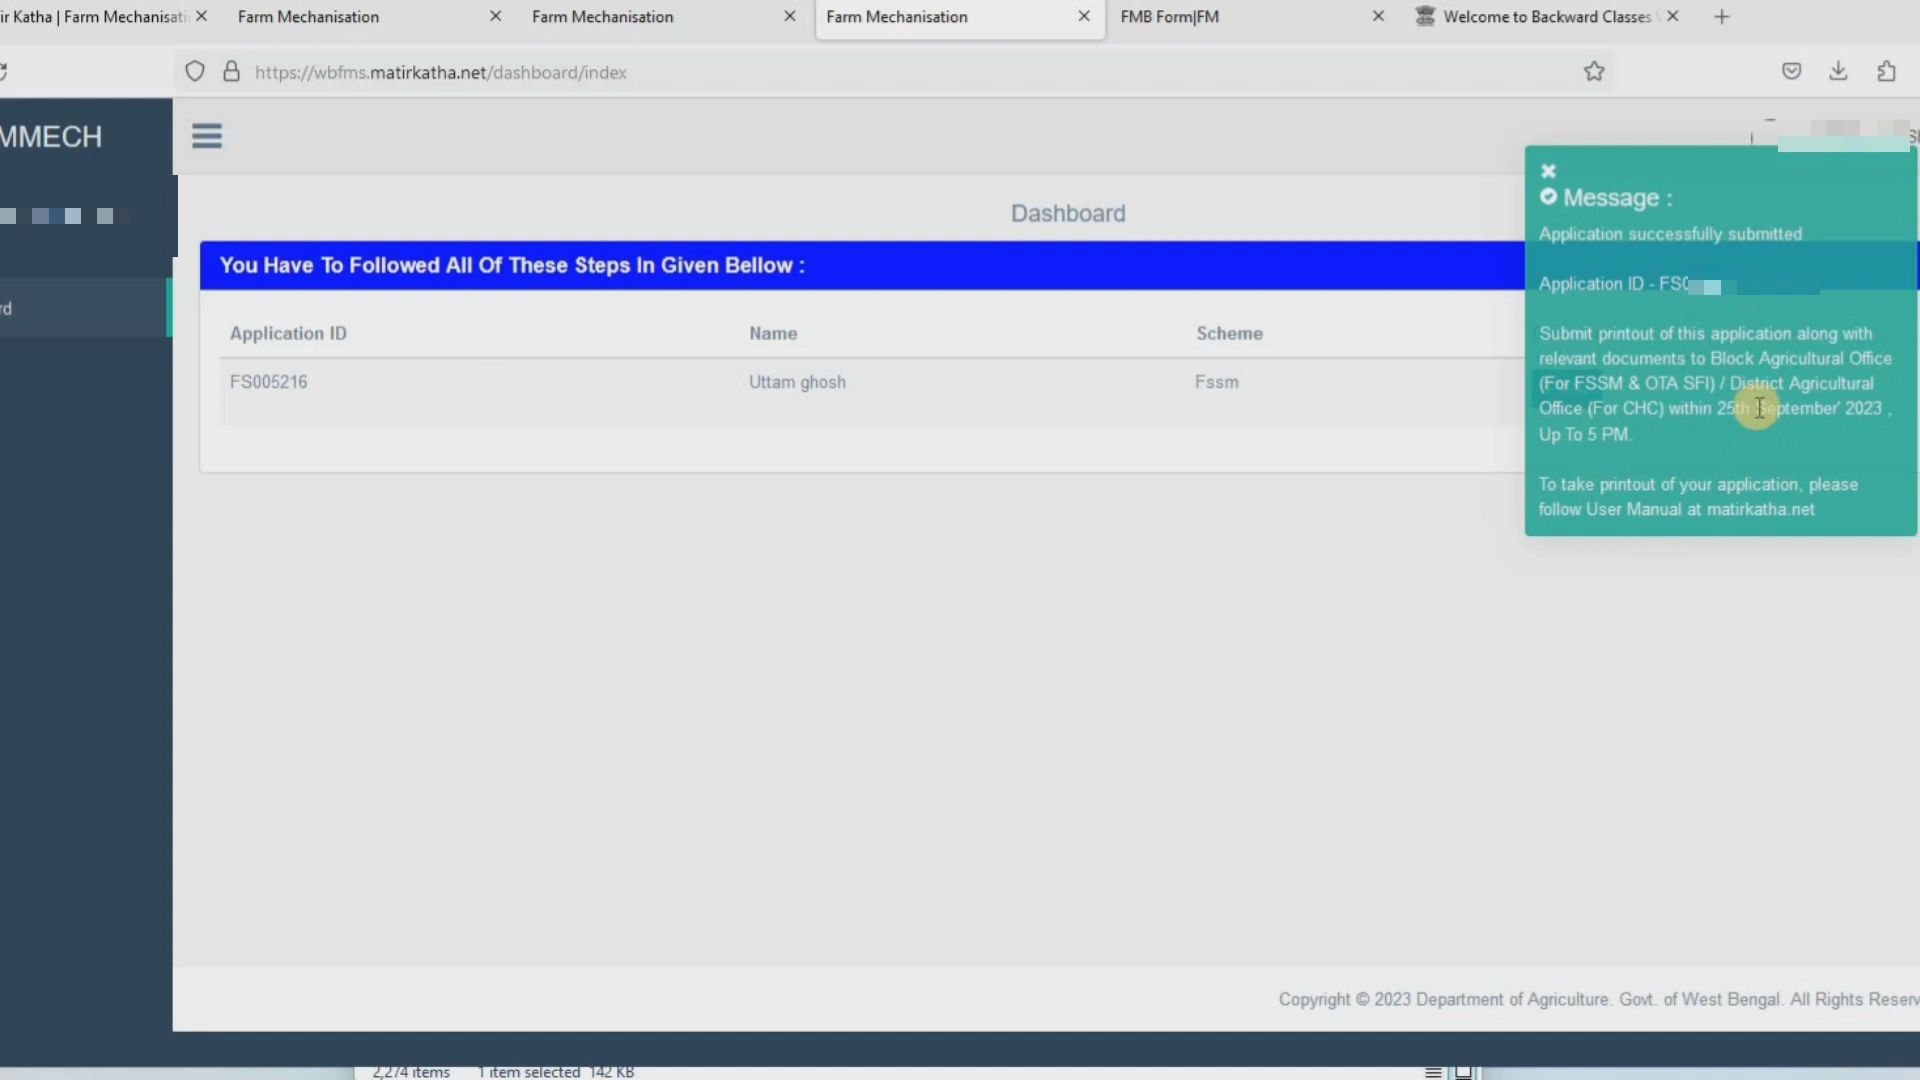 ir Katha | Farm Mechanisati
Farm Mechanisation
Farm Mechanisation
Farm Mechanisation
FMB Form|FM
Welcome to Backward Classes
https://wbfms.matirkatha.net/dashboard/index
MMECH
Dashboard
You Have To Followed All Of These Steps In Given Bellow :
Application ID Name Scheme
FS005216 Uttam ghosh Fssm
rd
Message :
Application successfully submitted
Application ID - FS0
Submit printout of this application along with
relevant documents to Block Agricultural Office
(For FSSM & OTA SFI) / District Agricultural
Office (For CHC) within 25th September' 2023 ,
Up To 5 PM.
To take printout of your application, please
follow User Manual at matirkatha.net
Copyright © 2023 Department of Agriculture. Govt. of West Bengal. All Rights Reserv
2,274 items 1 item selected 142 KB